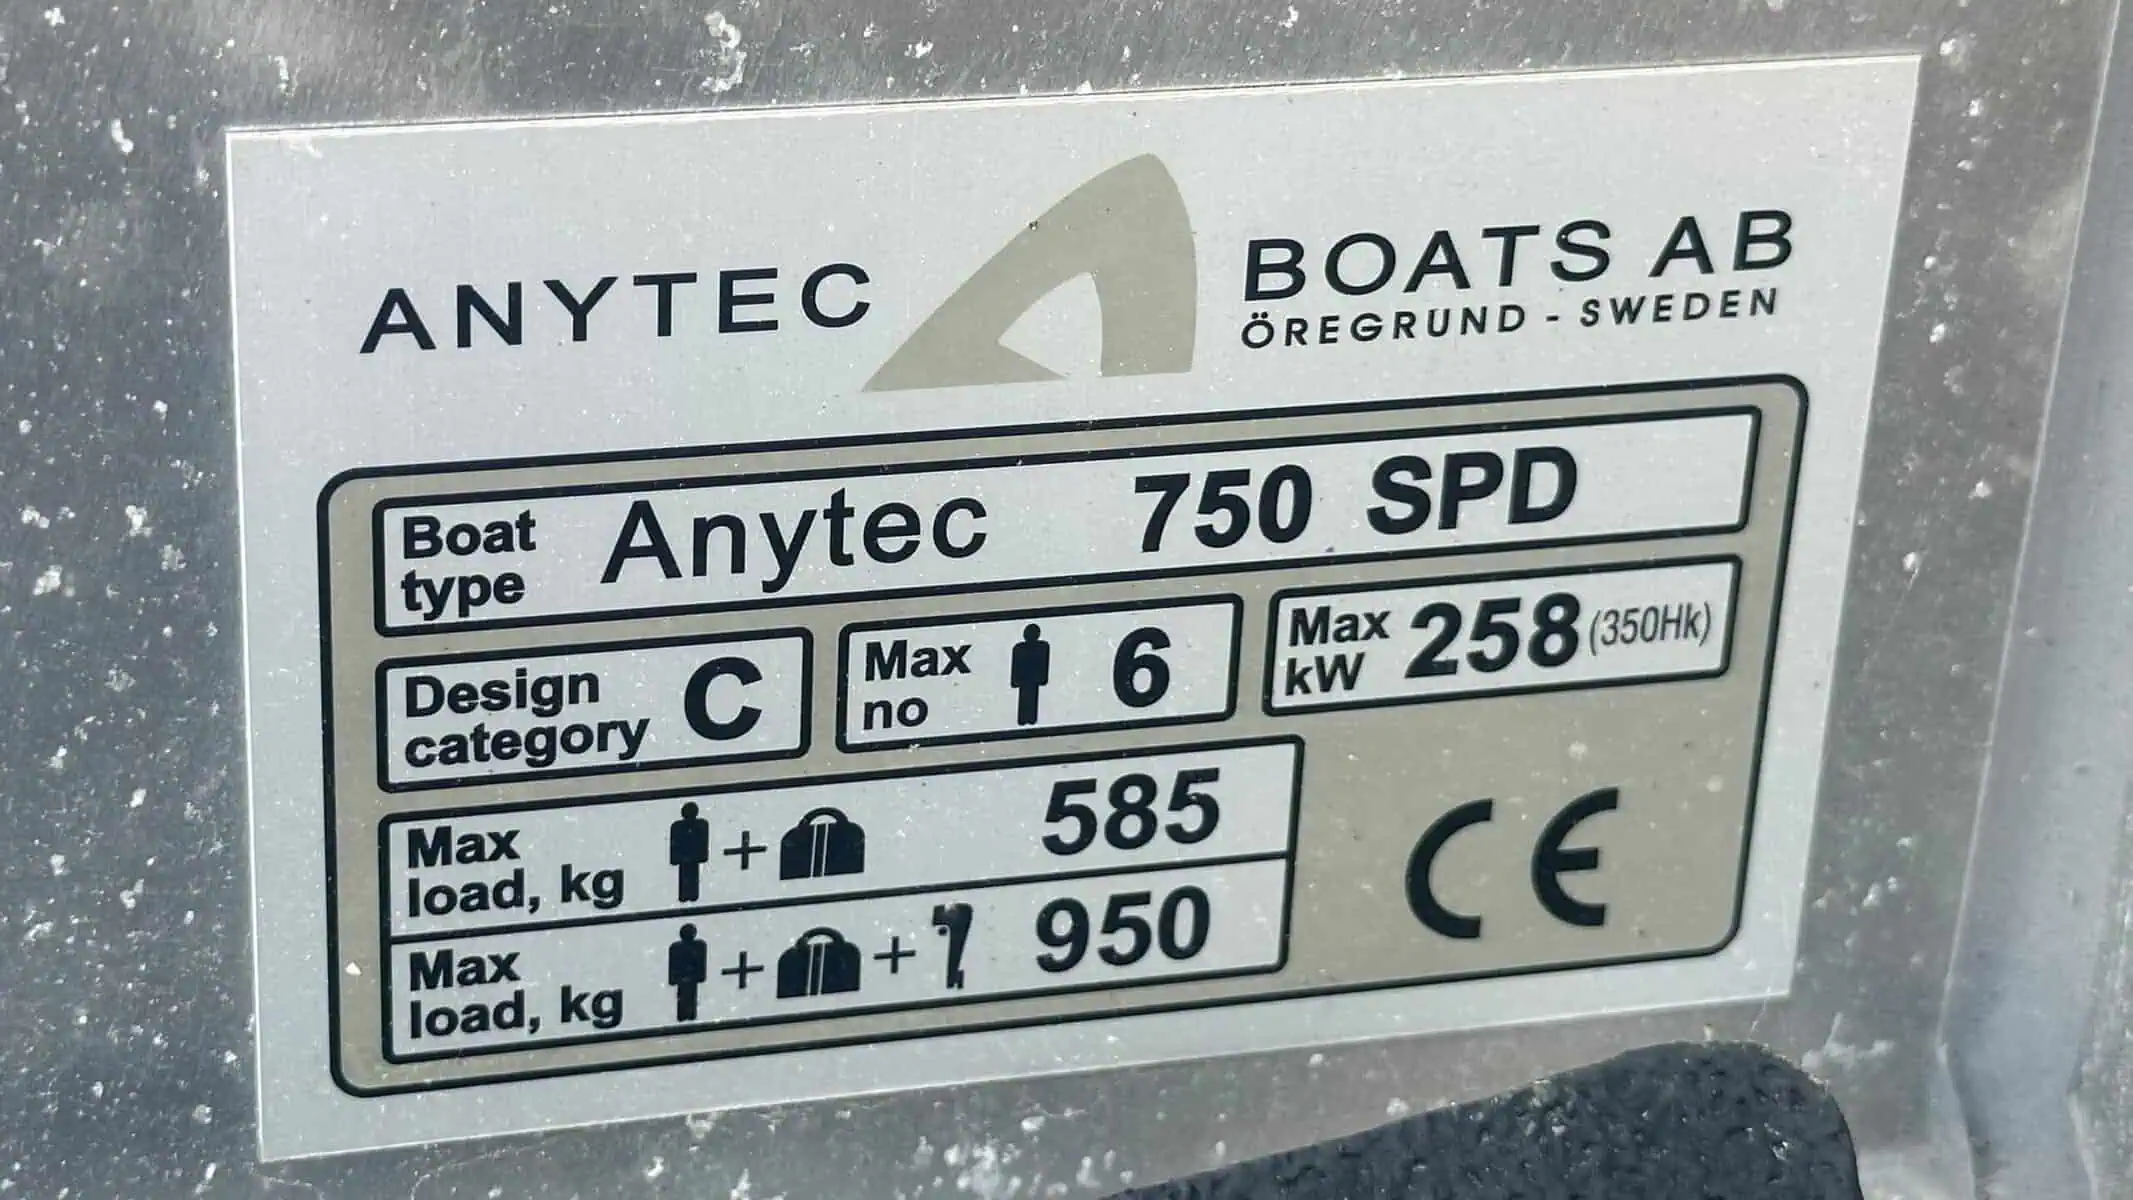 ANYTEC BOATS AB
ÖREGRUND - SWEDEN
Boat type Anytec 750 SPD
Design category C
Max no 6
Max kW 258 (350Hk)
Max load, kg + 585
Max load, kg + + 950
CE